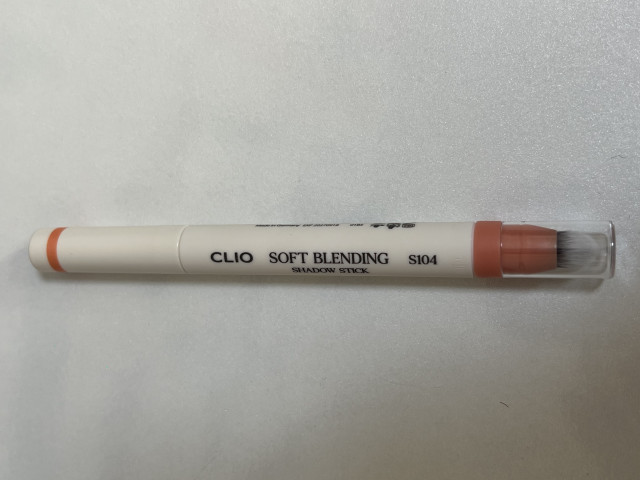 CLIO SOFT BLENDING S104
SHADOW STICK